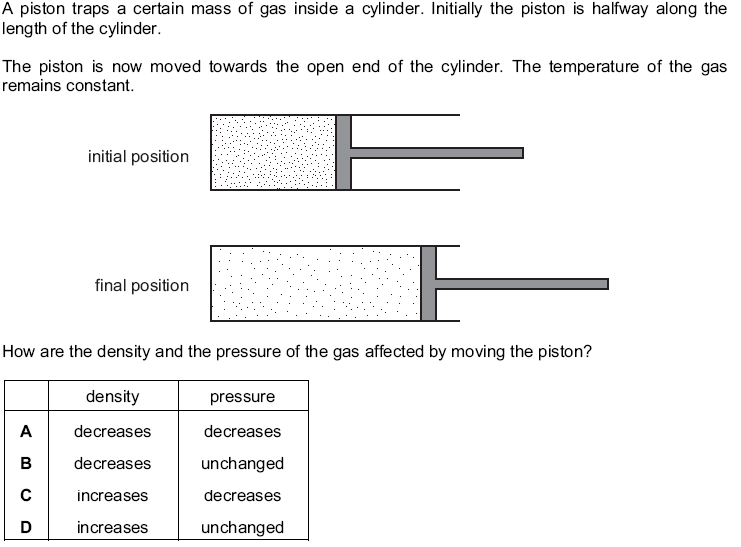 A piston traps a certain mass of gas inside a cylinder. Initially the piston is halfway along the
length of the cylinder.
The piston is now moved towards the open end of the cylinder. The temperature of the gas
remains constant.
initial position
final position
How are the density and the pressure of the gas affected by moving the piston?
density pressure
A decreases decreases
B decreases unchanged
C increases decreases
D increases unchanged